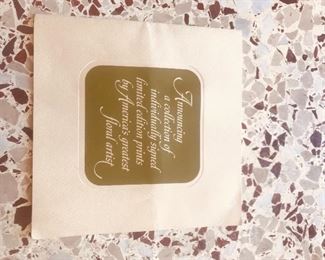 Announcing
a collection of
individually signed
limited edition prints
by America's greatest
floral artist